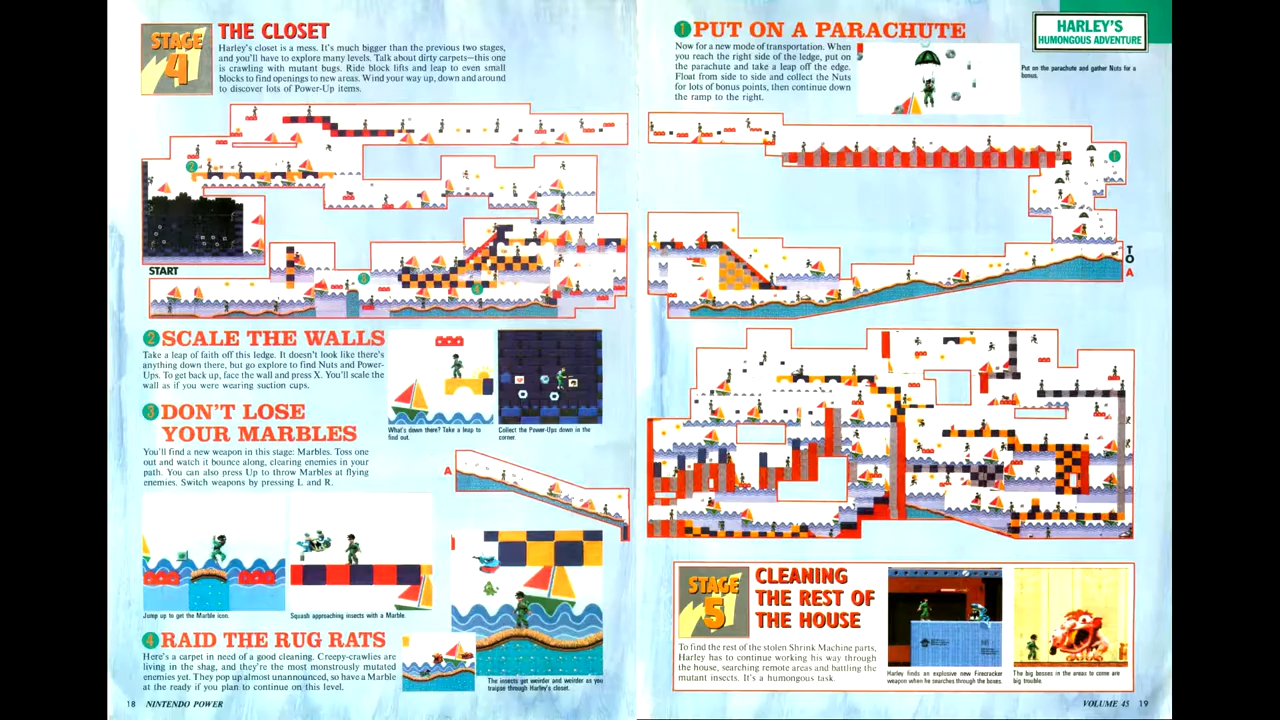 STAGE 4
THE CLOSET
Harley's closet is a mess. It's much bigger than the previous two stages,
and you'll have to explore many levels. Talk about dirty carpets—this one
is crawling with mutant bugs. Ride block lifts and leap to even small
blocks to find openings to new areas. Wind your way up, down and around
to discover lots of Power-Up items.
2
START
3
4
2 SCALE THE WALLS
Take a leap of faith off this ledge. It doesn't look like there's
anything down there, but go explore to find Nuts and Power-
Ups. To get back up, face the wall and press X. You'll scale the
wall as if you were wearing suction cups.
What's down there? Take a leap to
find out.
Collect the Power-Ups down in the
corner.
3 DON'T LOSE
YOUR MARBLES
You'll find a new weapon in this stage: Marbles. Toss one
out and watch it bounce along, clearing enemies in your
path. You can also press Up to throw Marbles at flying
enemies. Switch weapons by pressing L and R.
A
Jump up to get the Marble icon.
Squash approaching insects with a Marble.
4 RAID THE RUG RATS
Here's a carpet in need of a good cleaning. Creepy-crawlies are
living in the shag, and they're the most monstrously mutated
enemies yet. They pop up almost unannounced, so have a Marble
at the ready if you plan to continue on this level.
The insects get weirder and weirder as you
traipse through Harley's closet.
18 NINTENDO POWER
1 PUT ON A PARACHUTE
Now for a new mode of transportation. When
you reach the right side of the ledge, put on
the parachute and take a leap off the edge.
Float from side to side and collect the Nuts
for lots of bonus points, then continue down
the ramp to the right.
HARLEY'S
HUMONGOUS ADVENTURE
Put on the parachute and gather Nuts for a
bonus.
1
TO A
STAGE 5
CLEANING
THE REST OF
THE HOUSE
To find the rest of the stolen Shrink Machine parts,
Harley has to continue working his way through
the house, searching remote areas and battling the
mutant insects. It's a humongous task.
Harley finds an explosive new Firecracker
weapon when he searches through the boxes.
The big bosses in the areas to come are
big trouble.
VOLUME 45 19